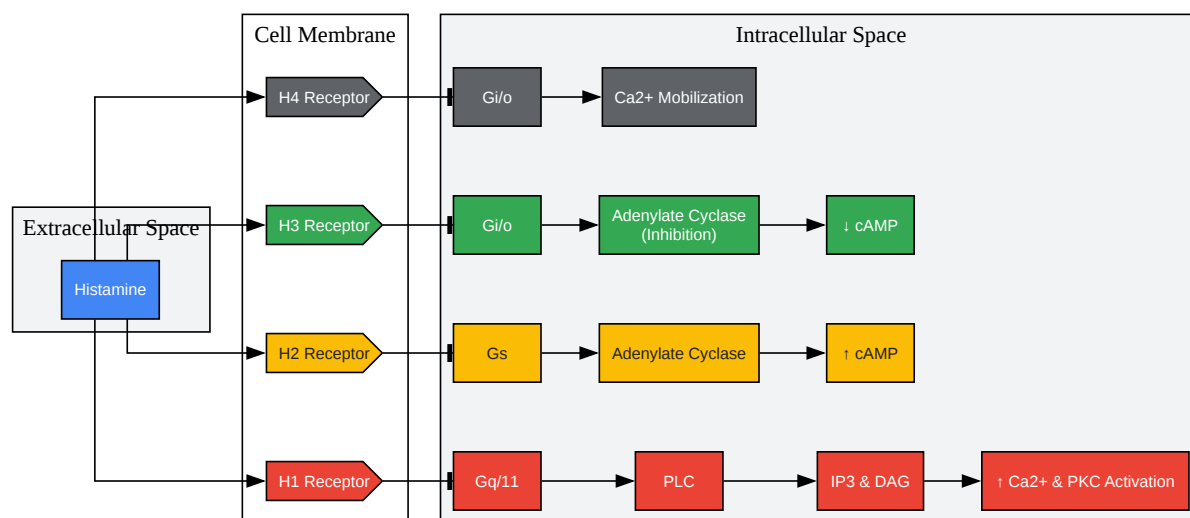 Cell Membrane
Intracellular Space
H4 Receptor
Gi/o
Ca2+ Mobilization
Extracellular Space
Histamine
H3 Receptor
Gi/o
Adenylate Cyclase
(Inhibition)
↓ cAMP
H2 Receptor
Gs
Adenylate Cyclase
↑ cAMP
H1 Receptor
Gq/11
PLC
IP3 & DAG
↑ Ca2+ & PKC Activation